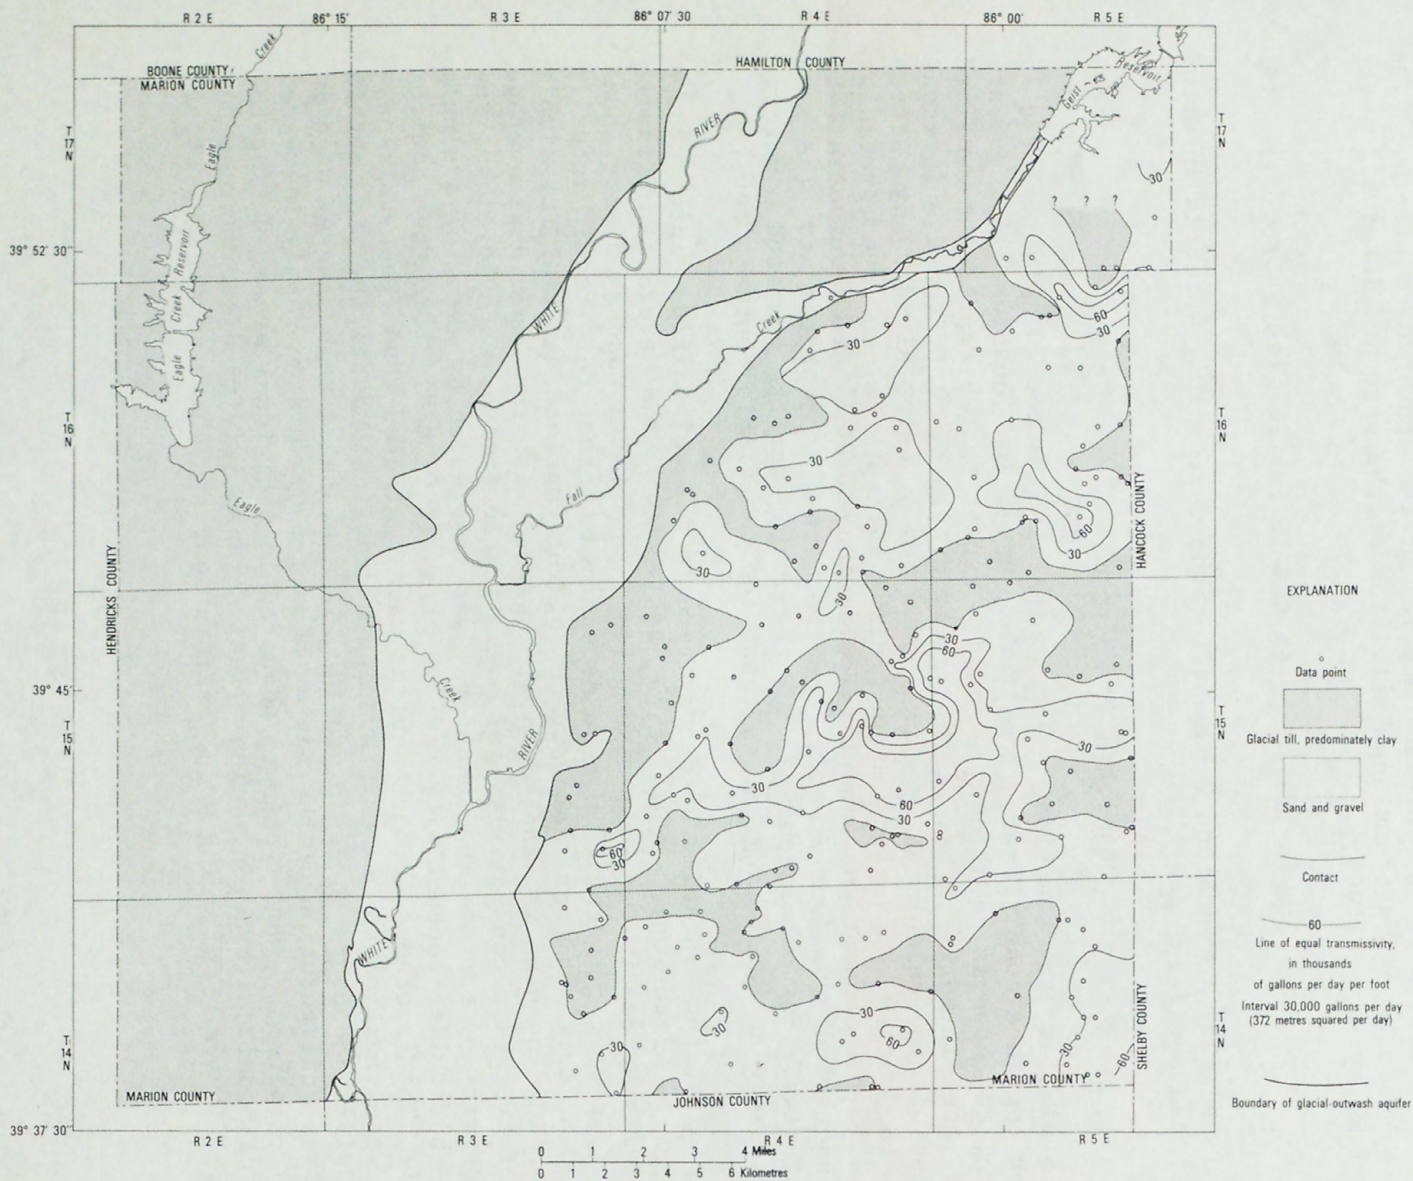 R 2 E
86° 15'
R 3 E
86° 07' 30"
R 4 E
86° 00'
R 5 E
Creek
BOONE COUNTY
MARION COUNTY
HAMILTON COUNTY
Geist
Reservoir
T
17
N
T
17
N
RIVER
Eagle
30
?
?
?
39° 52' 30"
Eagle
Creek
Reservoir
WHITE
Creek
60
30
30
T
16
N
T
16
N
30
Fall
Eagle
60
30
HANCOCK COUNTY
30
30
HENDRICKS COUNTY
30
60
39° 45'
Creek
T
15
N
T
15
N
RIVER
30
30
60
30
60
30
WHITE
30
30
60
30
30
60
SHELBY COUNTY
T
14
N
T
14
N
MARION COUNTY
MARION COUNTY
JOHNSON COUNTY
39° 37' 30"
R 2 E
R 3 E
R 4 E
R 5 E
0 1 2 3 4 Miles
0 1 2 3 4 5 6 Kilometres
EXPLANATION
Data point
Glacial till, predominately clay
Sand and gravel
Contact
60
Line of equal transmissivity,
in thousands
of gallons per day per foot
Interval 30,000 gallons per day
(372 metres squared per day)
Boundary of glacial-outwash aquifer